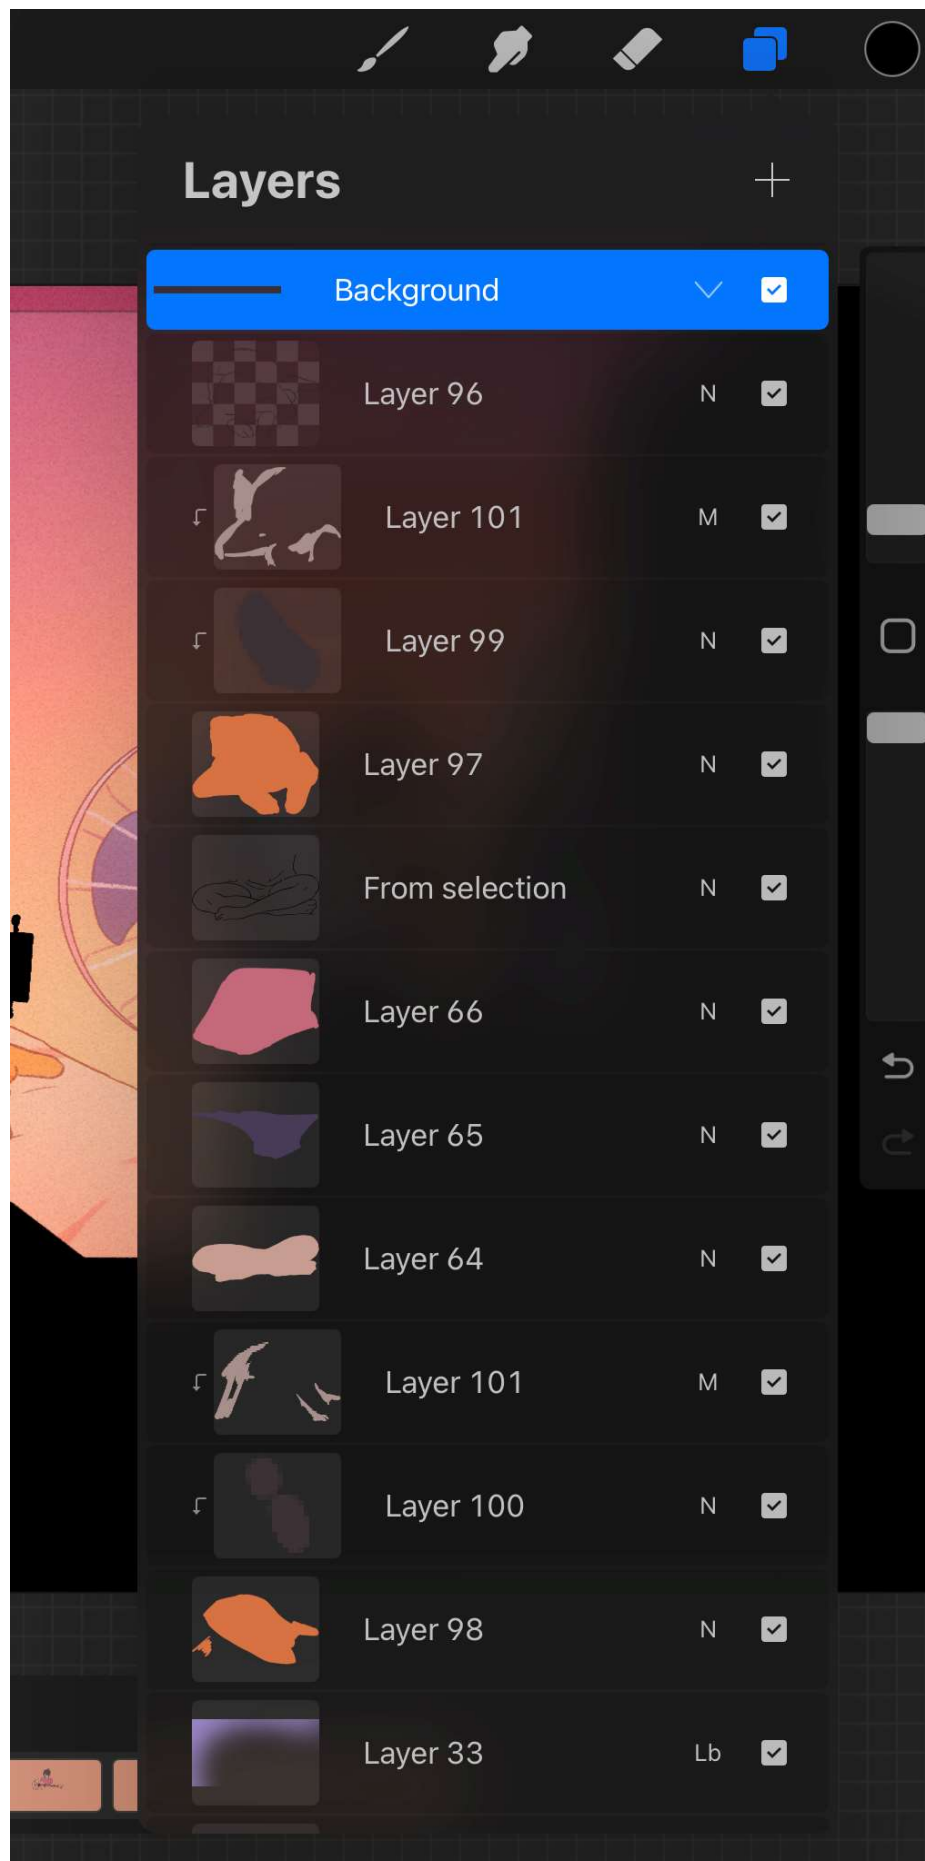 Layers
Background
Layer 96 N
Layer 101 M
Layer 99 N
Layer 97 N
From selection N
Layer 66 N
Layer 65 N
Layer 64 N
Layer 101 M
Layer 100 N
Layer 98 N
Layer 33 Lb